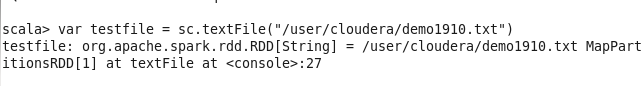 scala> var testfile = sc.textFile("/user/cloudera/demo1910.txt")
testfile: org.apache.spark.rdd.RDD[String] = /user/cloudera/demo1910.txt MapPart
itionsRDD[1] at textFile at <console>:27